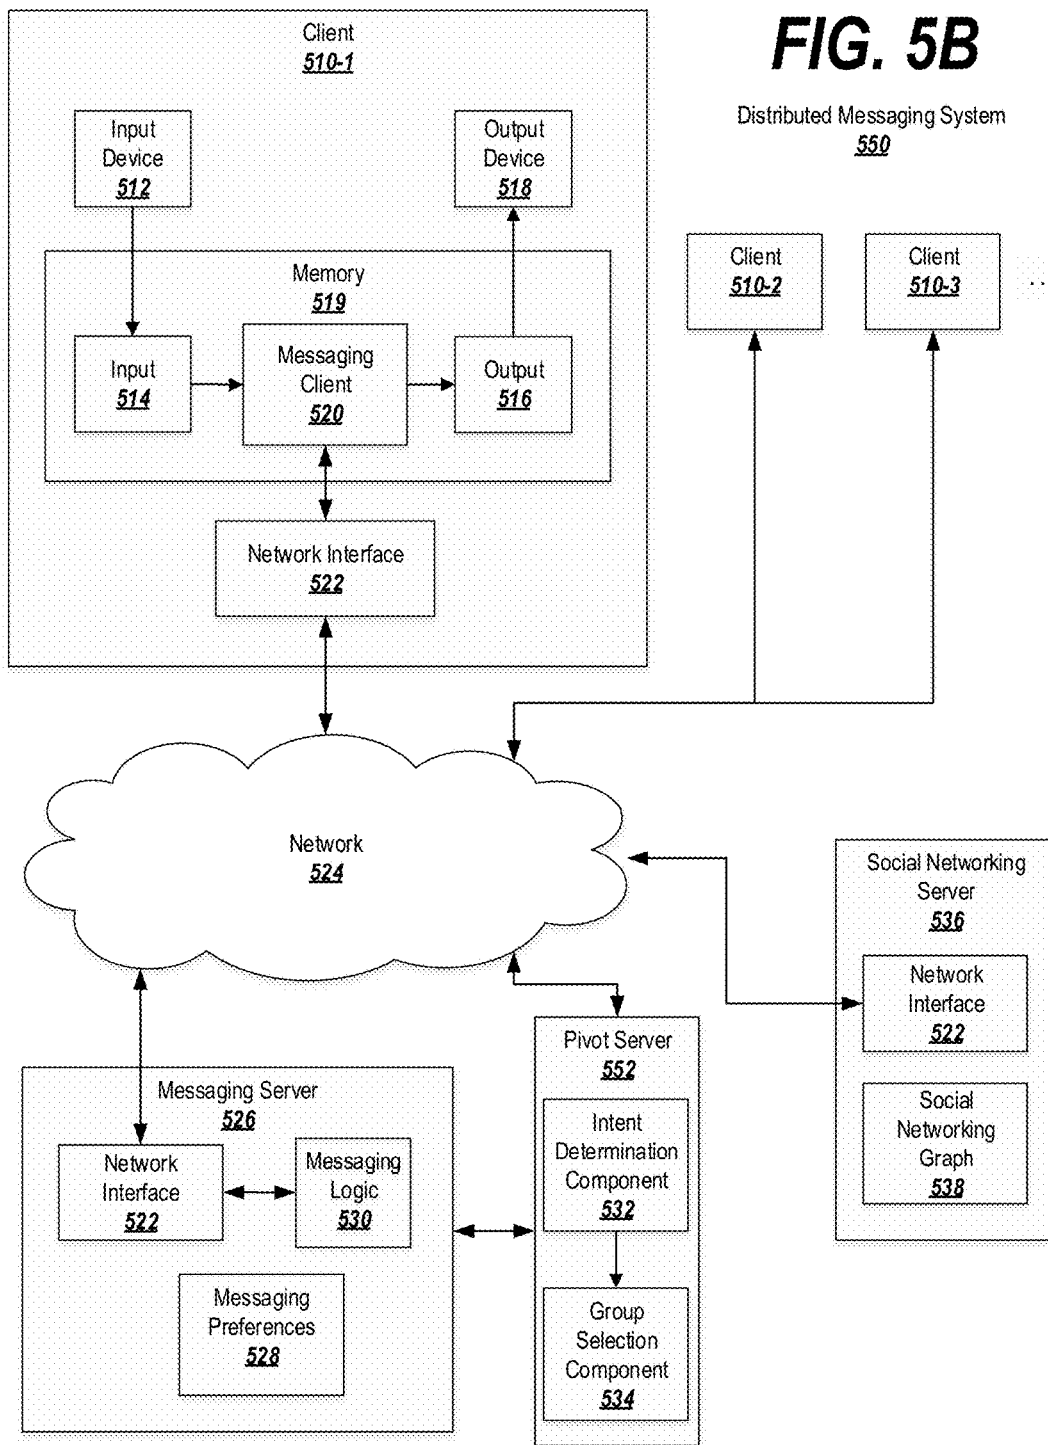 FIG. 5B
Distributed Messaging System
550
Client
510-1
Input
Device
512
Output
Device
518
Memory
519
Input
514
Messaging
Client
520
Output
516
Network Interface
522
Client
510-2
Client
510-3
..
Network
524
Social Networking
Server
536
Network
Interface
522
Social
Networking
Graph
538
Messaging Server
526
Network
Interface
522
Messaging
Logic
530
Messaging
Preferences
528
Pivot Server
552
Intent
Determination
Component
532
Group
Selection
Component
534